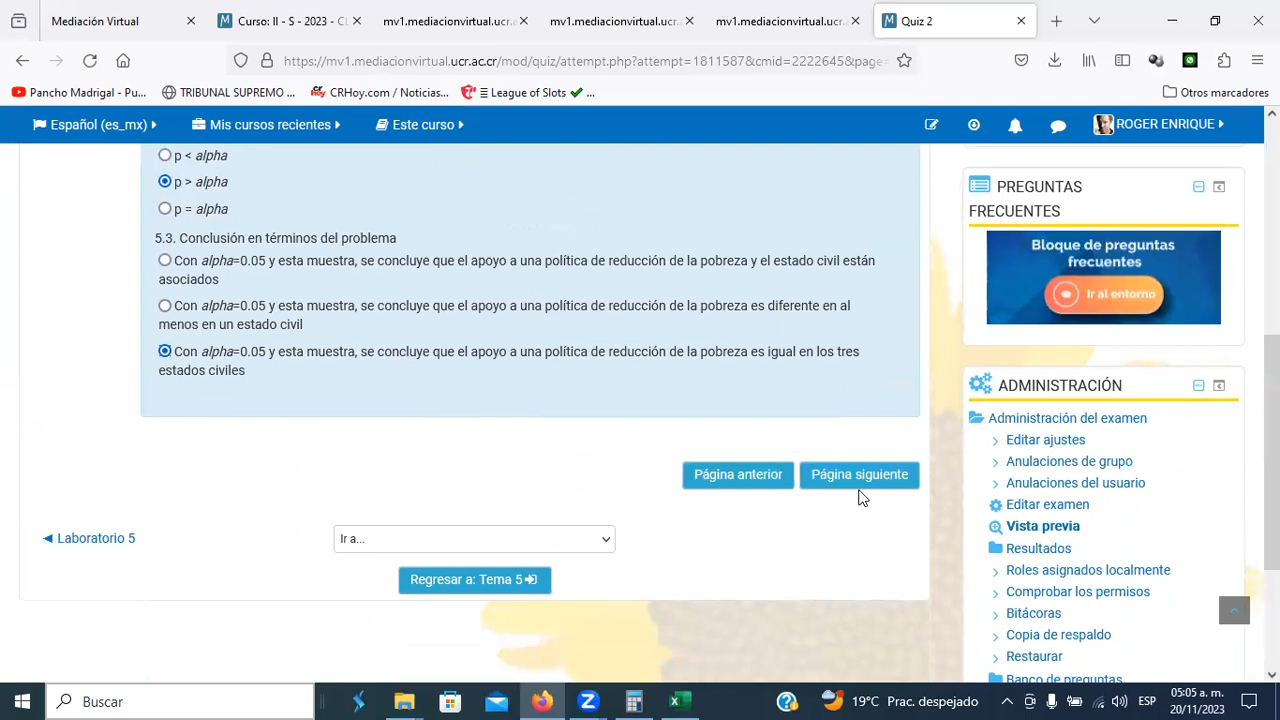 Mediación Virtual
Curso: II - S - 2023 - CL
mv1.mediacionvirtual.ucr.ac
mv1.mediacionvirtual.ucr.a
mv1.mediacionvirtual.ucr.
Quiz 2
https://mv1.mediacionvirtual.ucr.ac.cr/mod/quiz/attempt.php?attempt=1811587&cmid=2222645&page=
Pancho Madrigal - Pu...
TRIBUNAL SUPREMO ...
CRHoy.com / Noticias...
League of Slots ...
Otros marcadores
Español (es_mx)
Mis cursos recientes
Este curso
ROGER ENRIQUE
p < alpha
p > alpha
p = alpha
5.3. Conclusión en términos del problema
Con alpha=0.05 y esta muestra, se concluye que el apoyo a una política de reducción de la pobreza y el estado civil están
asociados
Con alpha=0.05 y esta muestra, se concluye que el apoyo a una política de reducción de la pobreza es diferente en al
menos en un estado civil
Con alpha=0.05 y esta muestra, se concluye que el apoyo a una política de reducción de la pobreza es igual en los tres
estados civiles
Página anterior
Página siguiente
Laboratorio 5
Ir a...
Regresar a: Tema 5
PREGUNTAS
FRECUENTES
Bloque de preguntas
frecuentes
Ir al entorno
ADMINISTRACIÓN
Administración del examen
Editar ajustes
Anulaciones de grupo
Anulaciones del usuario
Editar examen
Vista previa
Resultados
Roles asignados localmente
Comprobar los permisos
Bitácoras
Copia de respaldo
Restaurar
Banco de preguntas
Buscar
19°C Prac. despejado
ESP
05:05 a. m.
20/11/2023